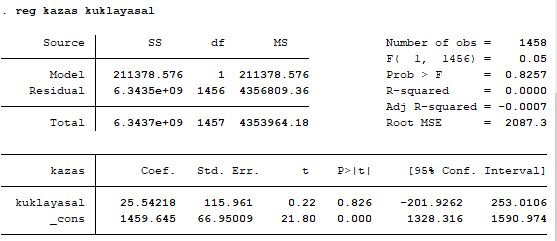 . reg kazas kuklayasal
Source SS df MS Number of obs = 1458
F( 1, 1456) = 0.05
Model 211378.576 1 211378.576 Prob > F = 0.8257
Residual 6.3435e+09 1456 4356809.36 R-squared = 0.0000
Adj R-squared = -0.0007
Total 6.3437e+09 1457 4353964.18 Root MSE = 2087.3
kazas Coef. Std. Err. t P>|t| [95% Conf. Interval]
kuklayasal 25.54218 115.961 0.22 0.826 -201.9262 253.0106
_cons 1459.645 66.95009 21.80 0.000 1328.316 1590.974